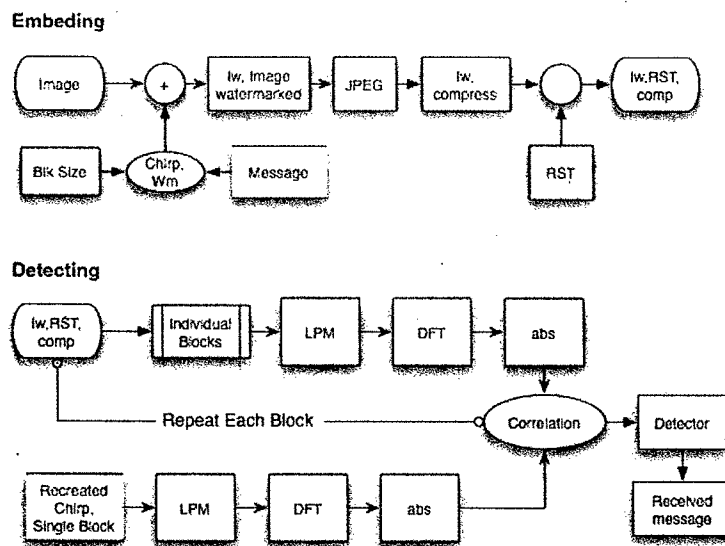 Embeding
Image
+
Iw, Image
watermarked
JPEG
Iw,
compress
Iw,RST,
comp
Blk Size
Chirp,
Wm
Message
RST
Detecting
Iw,RST,
comp
Individual
Blocks
LPM
DFT
abs
Repeat Each Block
Correlation
Detector
Recreated
Chirp,
Single Block
LPM
DFT
abs
Received
message